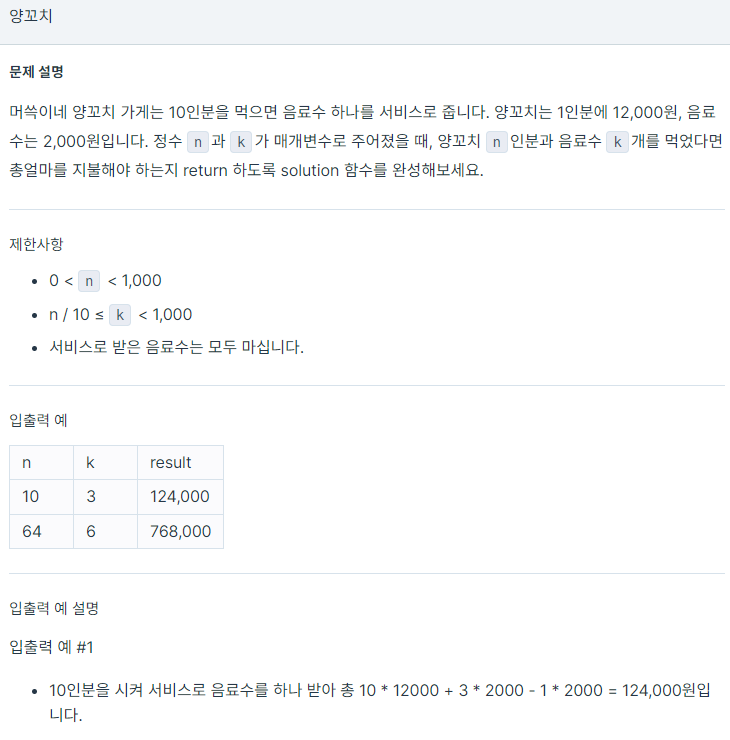 양꼬치
문제 설명
머쓱이네 양꼬치 가게는 10인분을 먹으면 음료수 하나를 서비스로 줍니다. 양꼬치는 1인분에 12,000원, 음료
수는 2,000원입니다. 정수 n 과 k 가 매개변수로 주어졌을 때, 양꼬치 n 인분과 음료수 k 개를 먹었다면
총얼마를 지불해야 하는지 return 하도록 solution 함수를 완성해보세요.
제한사항
• 0 < n < 1,000
• n / 10 ≤ k < 1,000
• 서비스로 받은 음료수는 모두 마십니다.
입출력 예
n k result
10 3 124,000
64 6 768,000
입출력 예 설명
입출력 예 #1
• 10인분을 시켜 서비스로 음료수를 하나 받아 총 10 * 12000 + 3 * 2000 - 1 * 2000 = 124,000원입
니다.